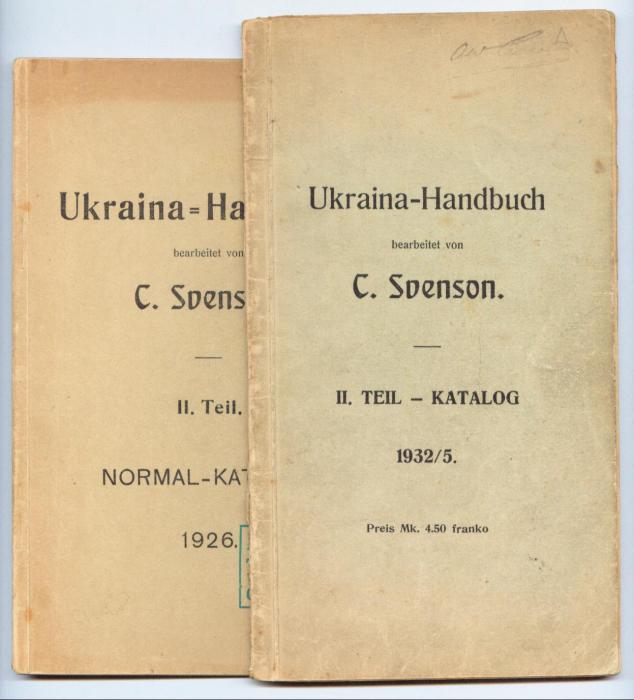 Ukraina=Ha
bearbeitet von
C. Svens
II. Teil.
NORMAL-KAT
1926.
Ukraina-Handbuch
bearbeitet von
C. Svenson.
II. TEIL – KATALOG
1932/5.
Preis Mk. 4.50 franko